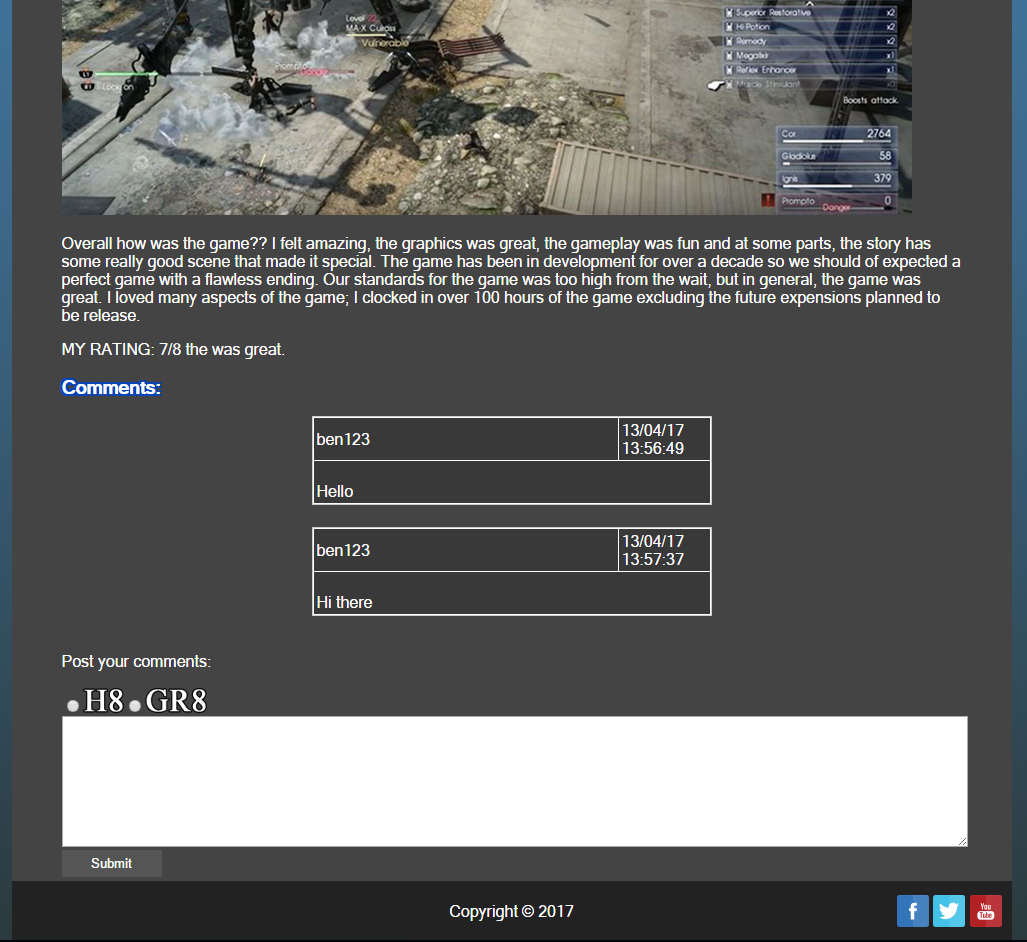 Level 22
MA-X Cuirass
Vulnerable
Prompto
Danger
L1
R1 Lock-on
Superior Restorative x2
Hi-Potion x2
Remedy x2
Megalixir x1
Reflex Enhancer x1
Muscle Stimulant x0
Boosts attack.
Cor 2764
Gladiolus 58
Ignis 379
Prompto 0
Danger
Overall how was the game?? I felt amazing, the graphics was great, the gameplay was fun and at some parts, the story has
some really good scene that made it special. The game has been in development for over a decade so we should of expected a
perfect game with a flawless ending. Our standards for the game was too high from the wait, but in general, the game was
great. I loved many aspects of the game; I clocked in over 100 hours of the game excluding the future expensions planned to
be release.
MY RATING: 7/8 the was great.
Comments:
ben123 13/04/17
13:56:49
Hello
ben123 13/04/17
13:57:37
Hi there
Post your comments:
H8 GR8
Submit
Copyright © 2017
f
You
Tube